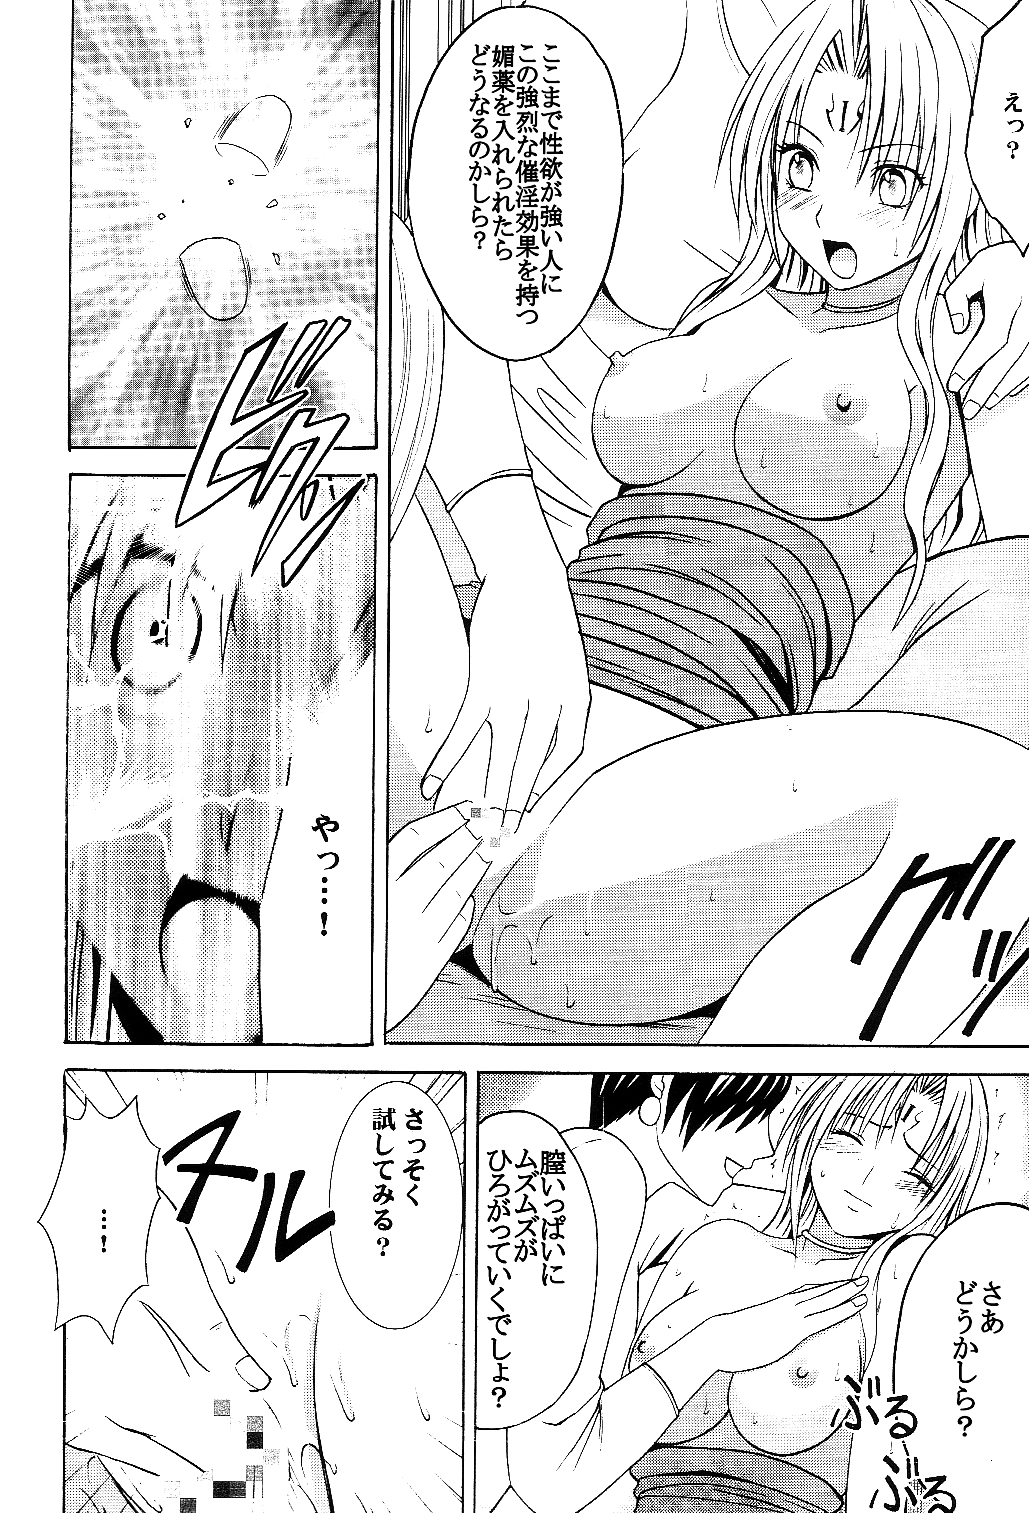 えっ？
ここまで性欲が強い人に
この強烈な催淫効果を持つ
媚薬を入れられたら
どうなるのかしら？
グッ
ビクン
やっ…！
さあ
どうかしら？
膣いっぱいに
ムズムズが
ひろがっていくでしょ？
ぶる
ぶる
さっそく
試してみる？
ヌル
…！